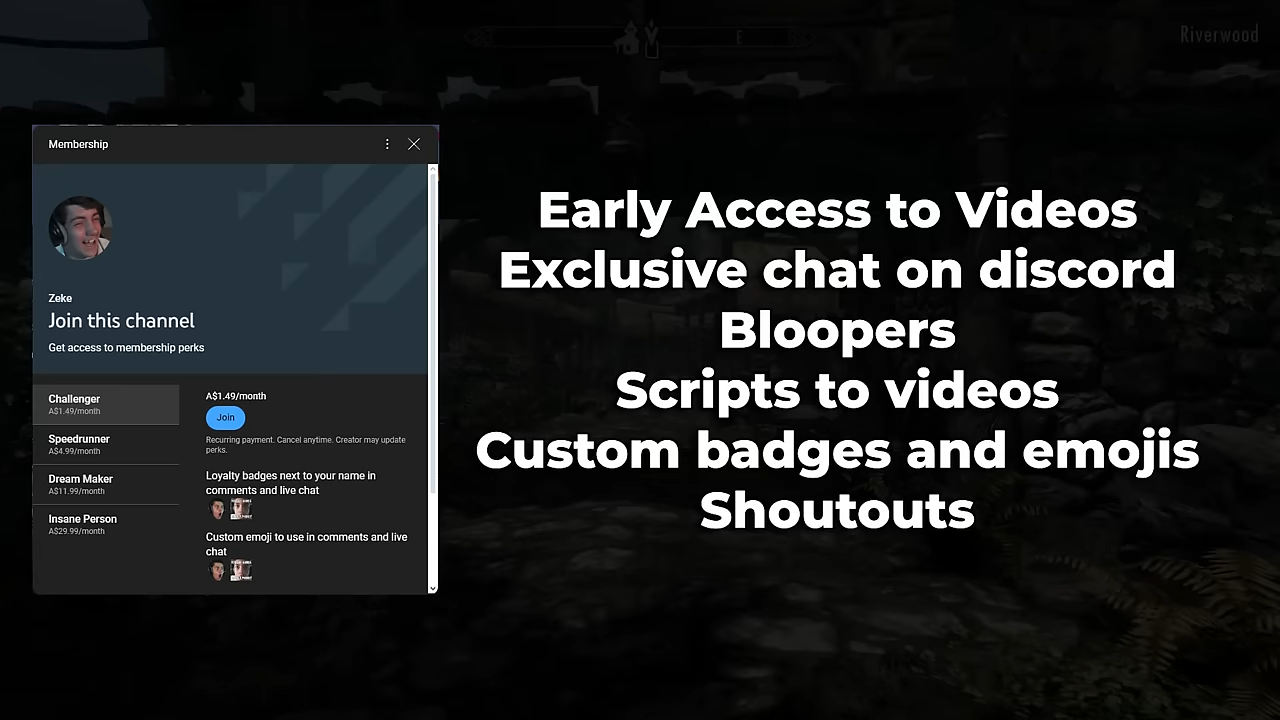 E
Riverwood
Membership
Zeke
Join this channel
Get access to membership perks
Challenger
A$1.49/month
Speedrunner
A$4.99/month
Dream Maker
A$11.99/month
Insane Person
A$29.99/month
A$1.49/month
Join
Recurring payment. Cancel anytime. Creator may update
perks.
Loyalty badges next to your name in
comments and live chat
Custom emoji to use in comments and live
chat
Early Access to Videos
Exclusive chat on discord
Bloopers
Scripts to videos
Custom badges and emojis
Shoutouts